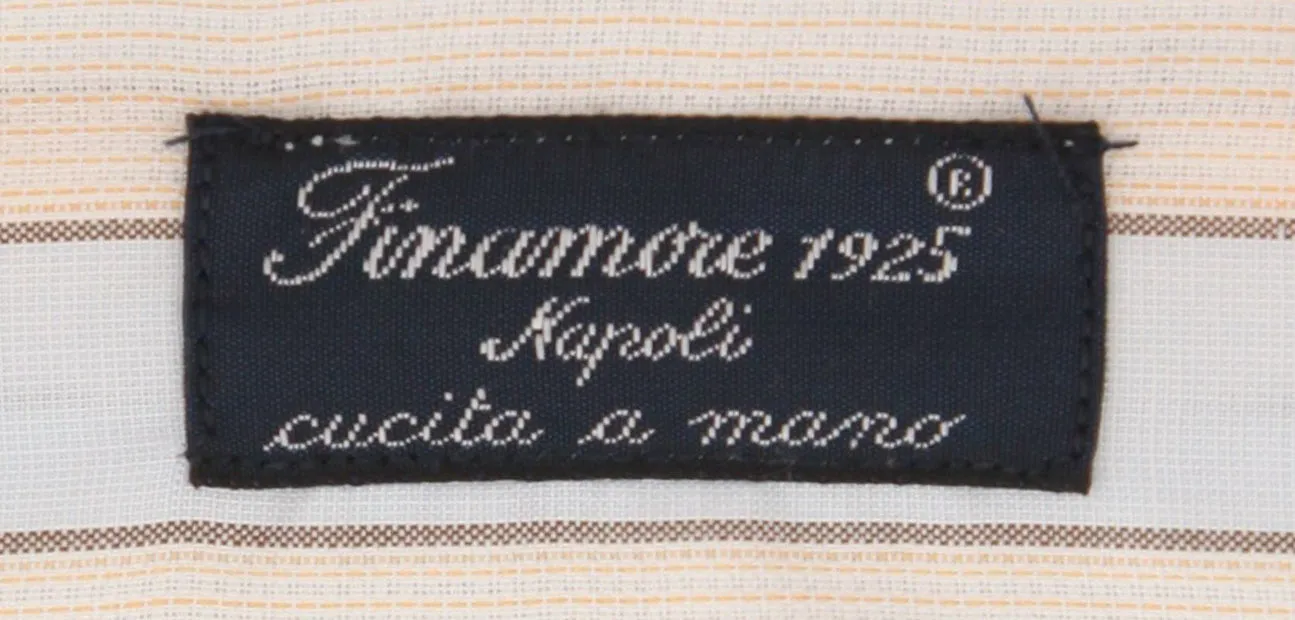 Finamore 1925 ®
Napoli
cucita a mano